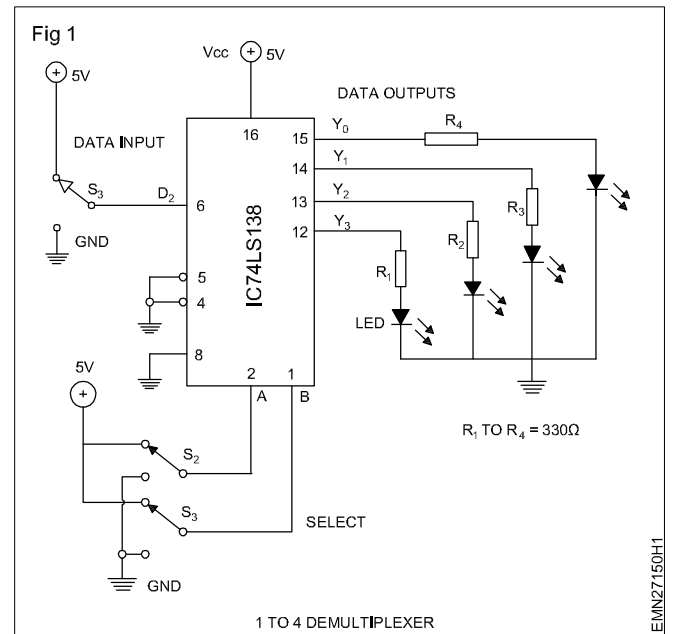 Fig 1
Vcc + 5V
+ 5V
DATA OUTPUTS
DATA INPUT
16
15 Y0 R4
14 Y1
S3 D2 6
13 Y2 R3
12 Y3 R2
GND
IC74LS138
R1
5
4
LED
8
5V
2 1
+
A B
R1 TO R4 = 330Ω
S2
S3
SELECT
GND
1 TO 4 DEMULTIPLEXER
EMN27150H1